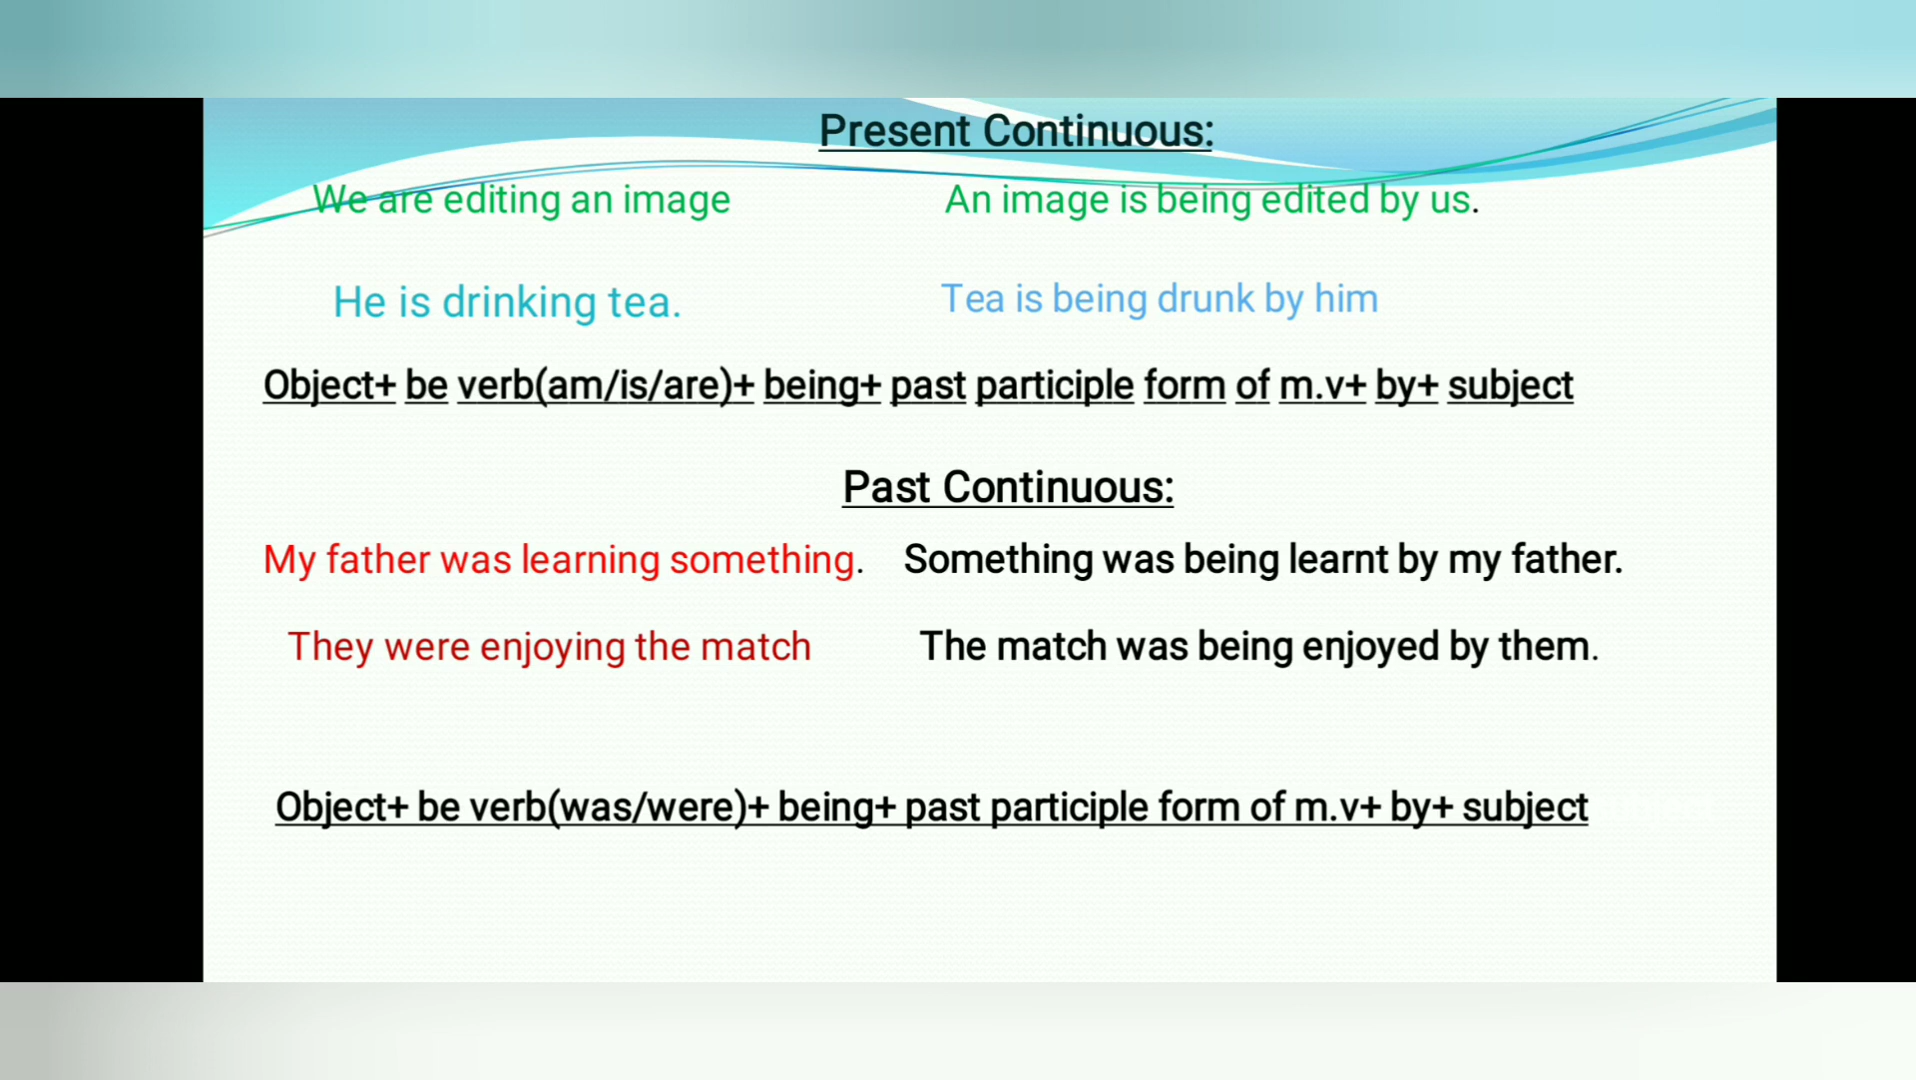 Present Continuous:
We are editing an image An image is being edited by us.
He is drinking tea. Tea is being drunk by him
Object+ be verb(am/is/are)+ being+ past participle form of m.v+ by+ subject
Past Continuous:
My father was learning something. Something was being learnt by my father.
They were enjoying the match The match was being enjoyed by them.
Object+ be verb(was/were)+ being+ past participle form of m.v+ by+ subject